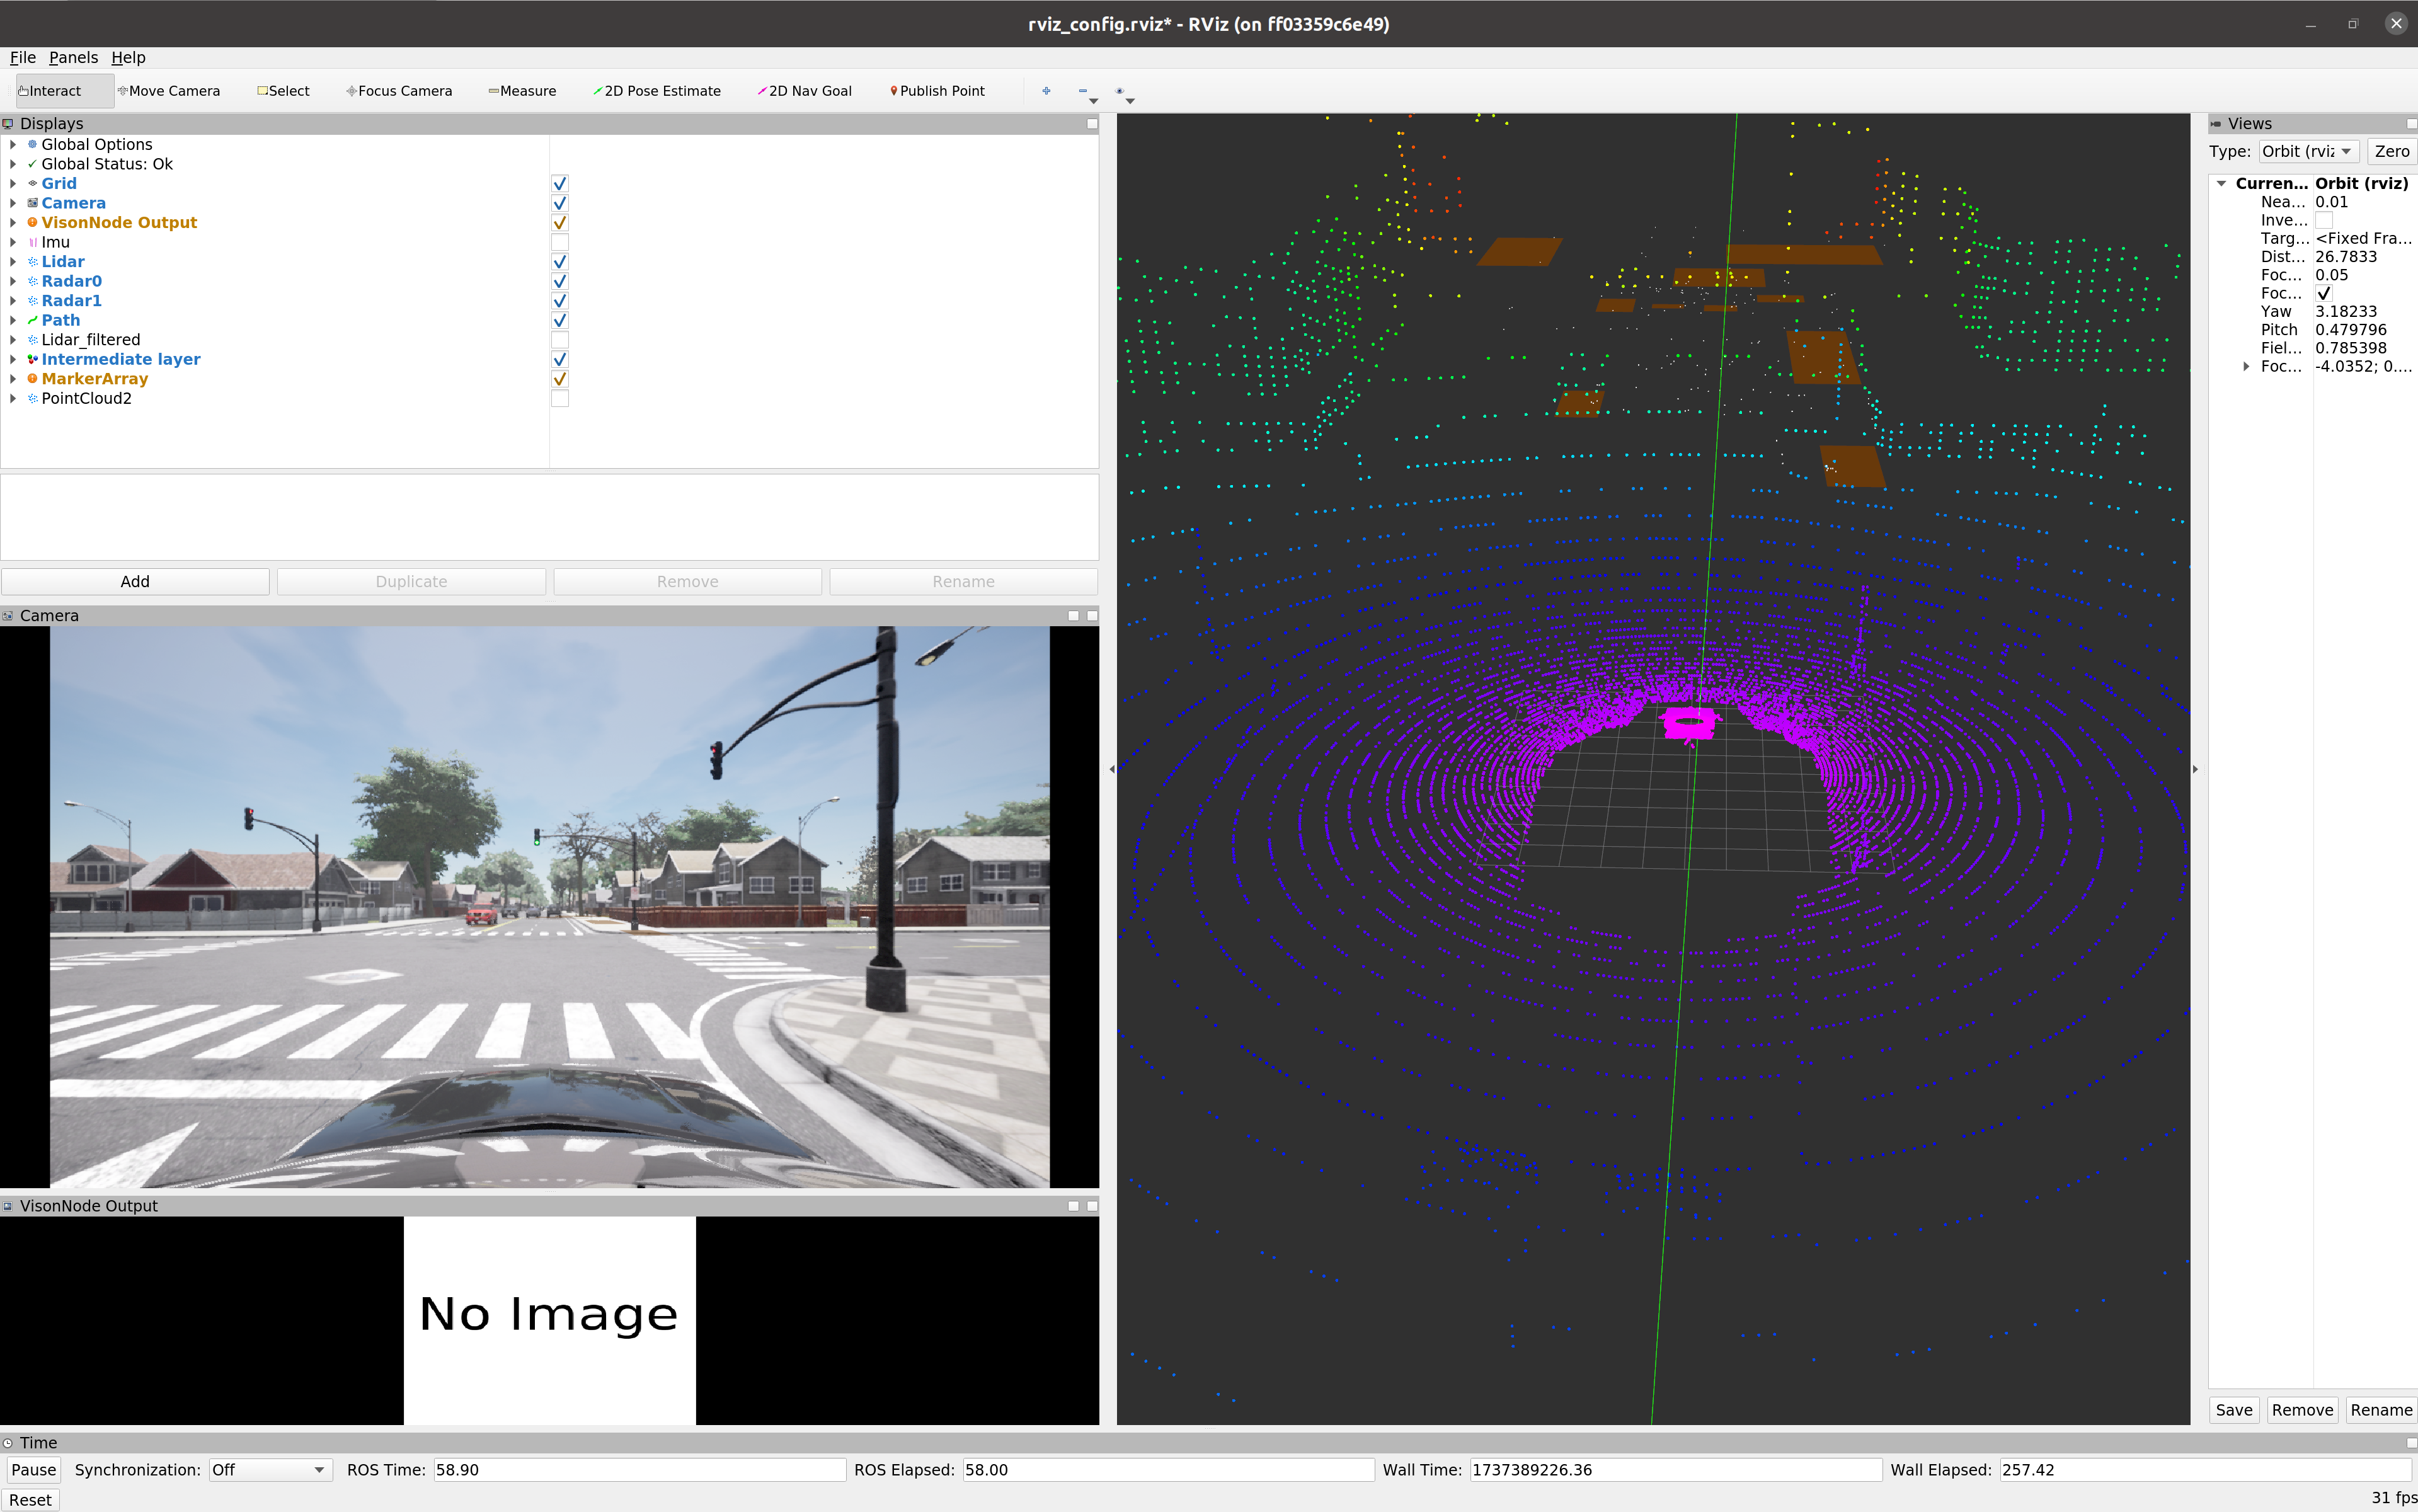 rviz_config.rviz* - RViz (on ff03359c6e49)
File Panels Help
Interact Move Camera Select Focus Camera Measure 2D Pose Estimate 2D Nav Goal Publish Point
Displays
Global Options
Global Status: Ok
Grid
Camera
VisonNode Output
Imu
Lidar
Radar0
Radar1
Path
Lidar_filtered
Intermediate layer
MarkerArray
PointCloud2
Add Duplicate Remove Rename
Camera
VisonNode Output
No Image
Views
Type: Orbit (rviz Zero
Curren... Orbit (rviz)
Nea... 0.01
Inve...
Targ... <Fixed Fra...
Dist... 26.7833
Foc... 0.05
Foc...
Yaw 3.18233
Pitch 0.479796
Fiel... 0.785398
Foc... -4.0352; 0....
Save Remove Rename
Time
Pause Synchronization: Off ROS Time: 58.90 ROS Elapsed: 58.00 Wall Time: 1737389226.36 Wall Elapsed: 257.42
Reset
31 fps